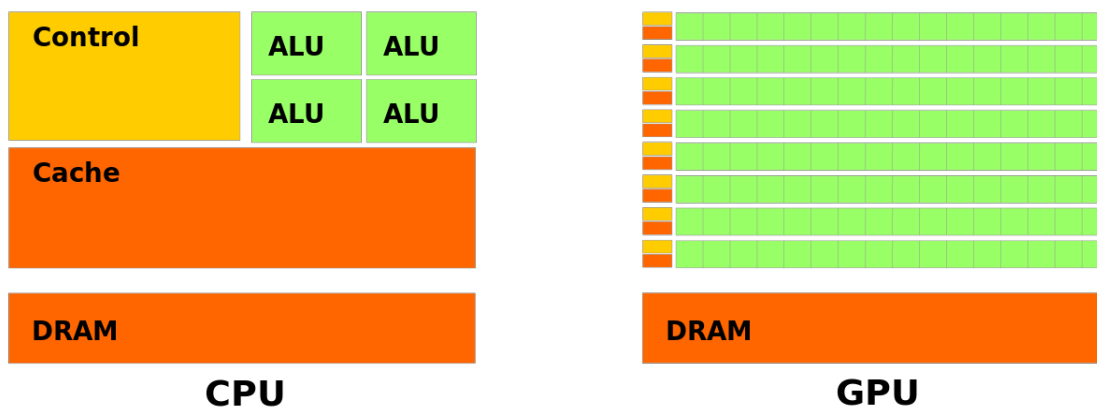 Control
ALU ALU
ALU ALU
Cache
DRAM
CPU
DRAM
GPU